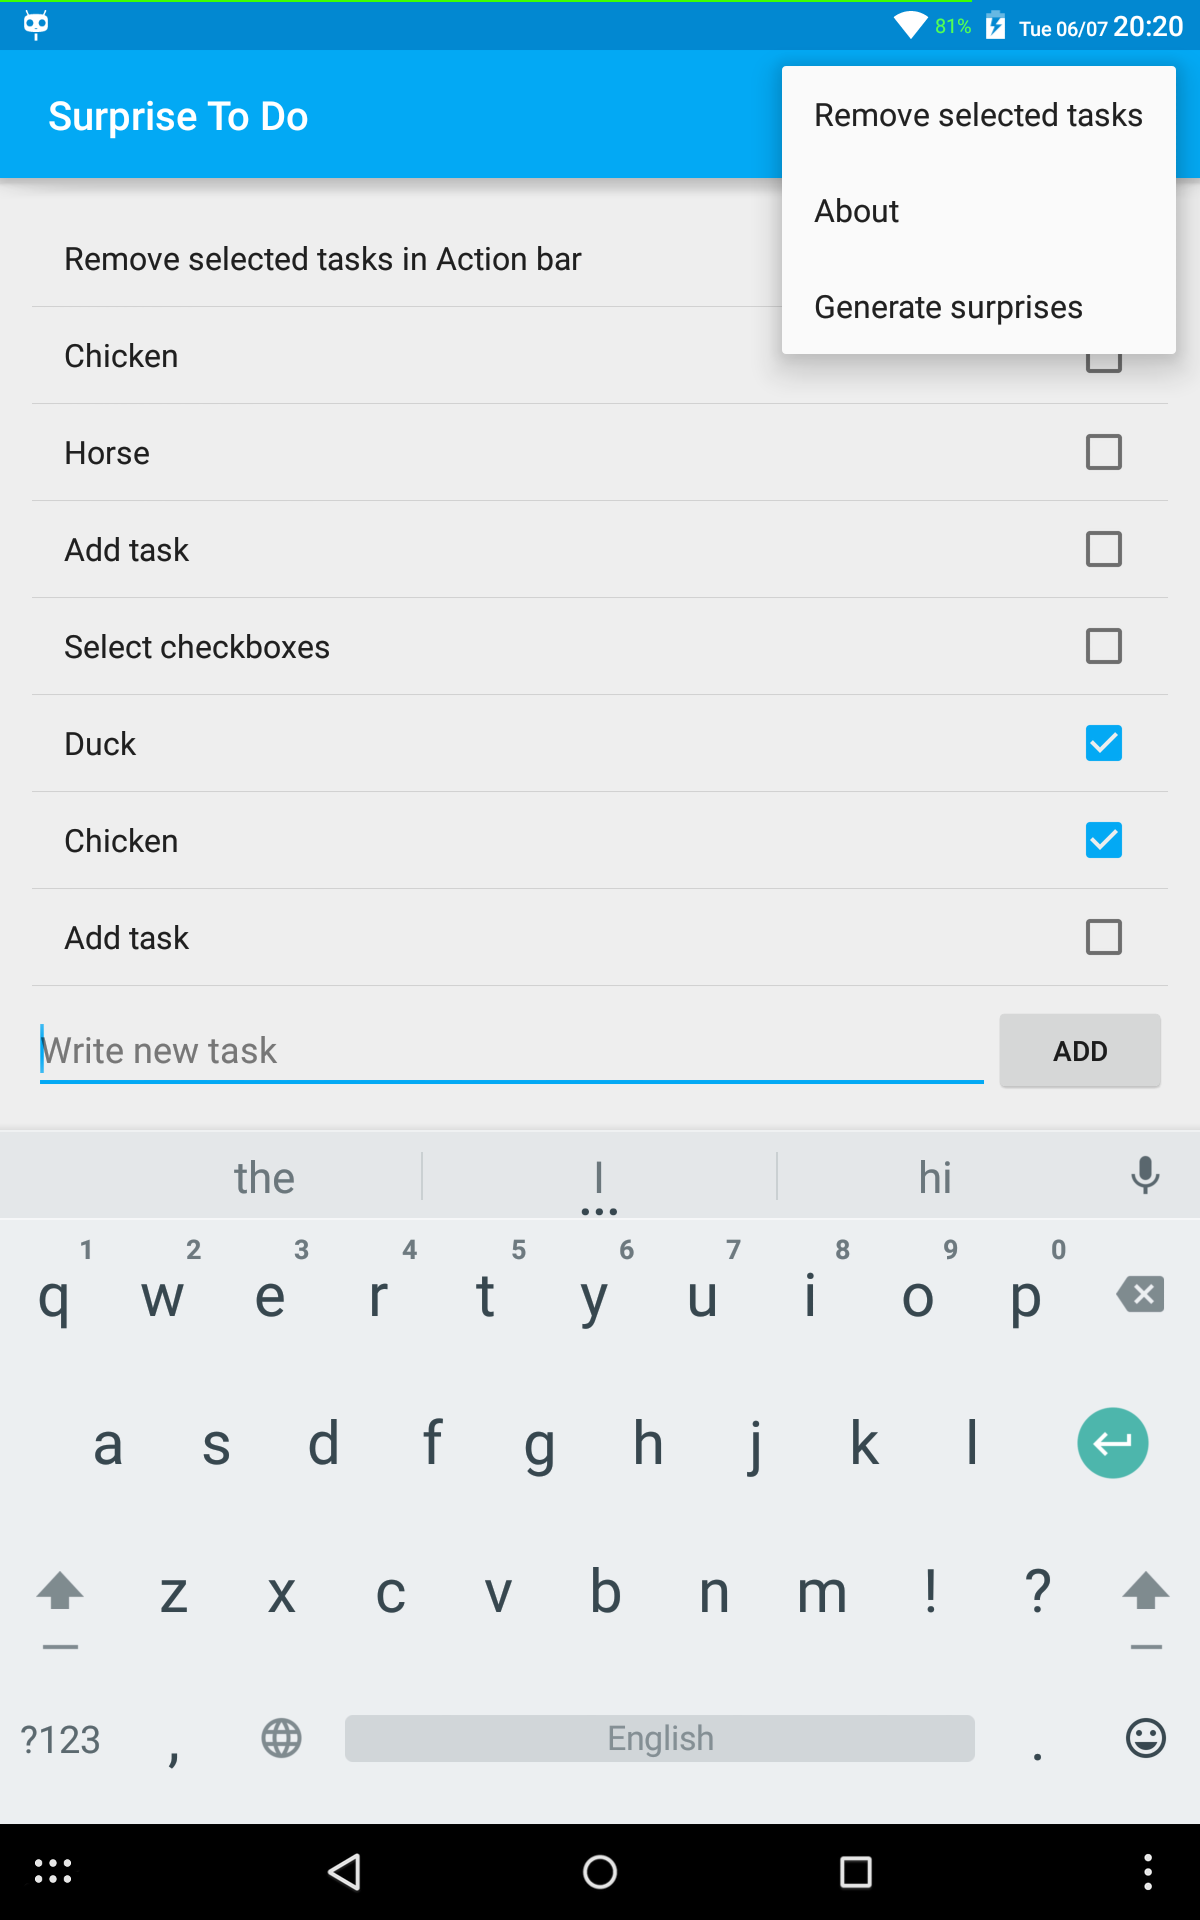 81% Tue 06/07 20:20
Surprise To Do
Remove selected tasks
About
Generate surprises
Remove selected tasks in Action bar
Chicken
Horse
Add task
Select checkboxes
Duck
Chicken
Add task
Write new task ADD
the I hi
1 2 3 4 5 6 7 8 9 0
q w e r t y u i o p
a s d f g h j k l
z x c v b n m ! ?
?123 , English .